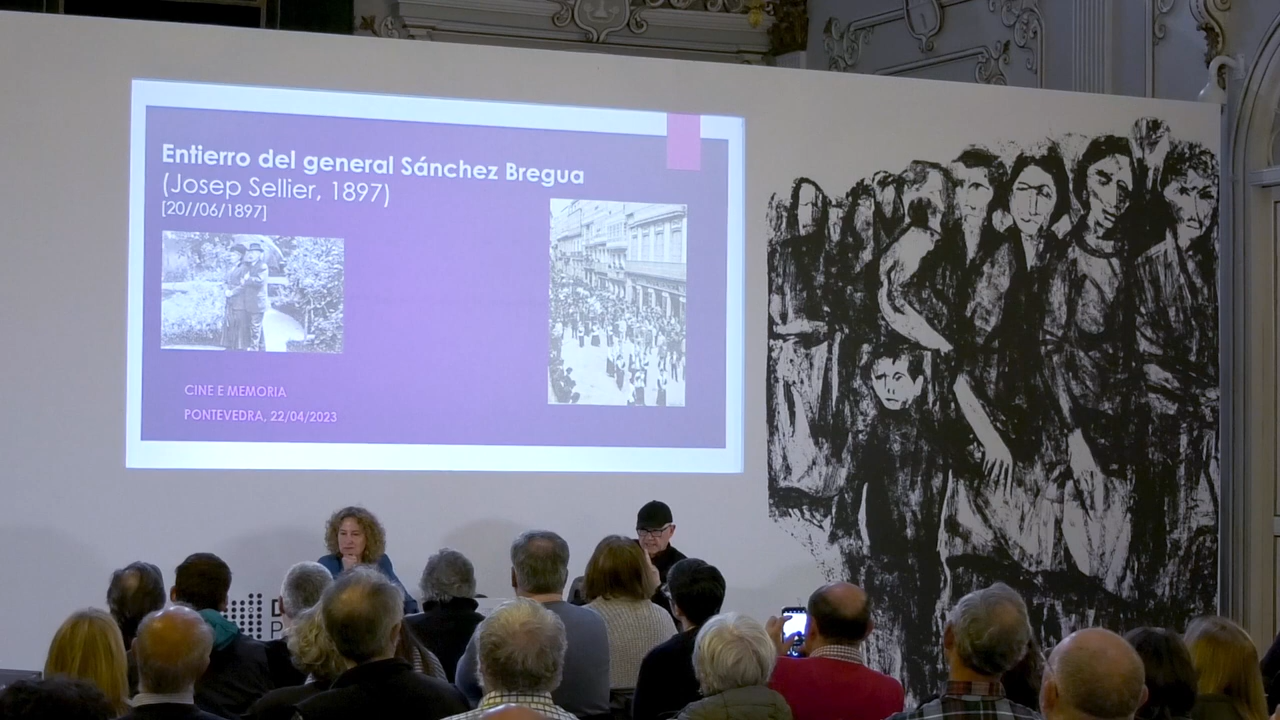 Entierro del general Sánchez Bregua
(Josep Sellier, 1897)
[20//06/1897]
CINE E MEMORIA
PONTEVEDRA, 22/04/2023